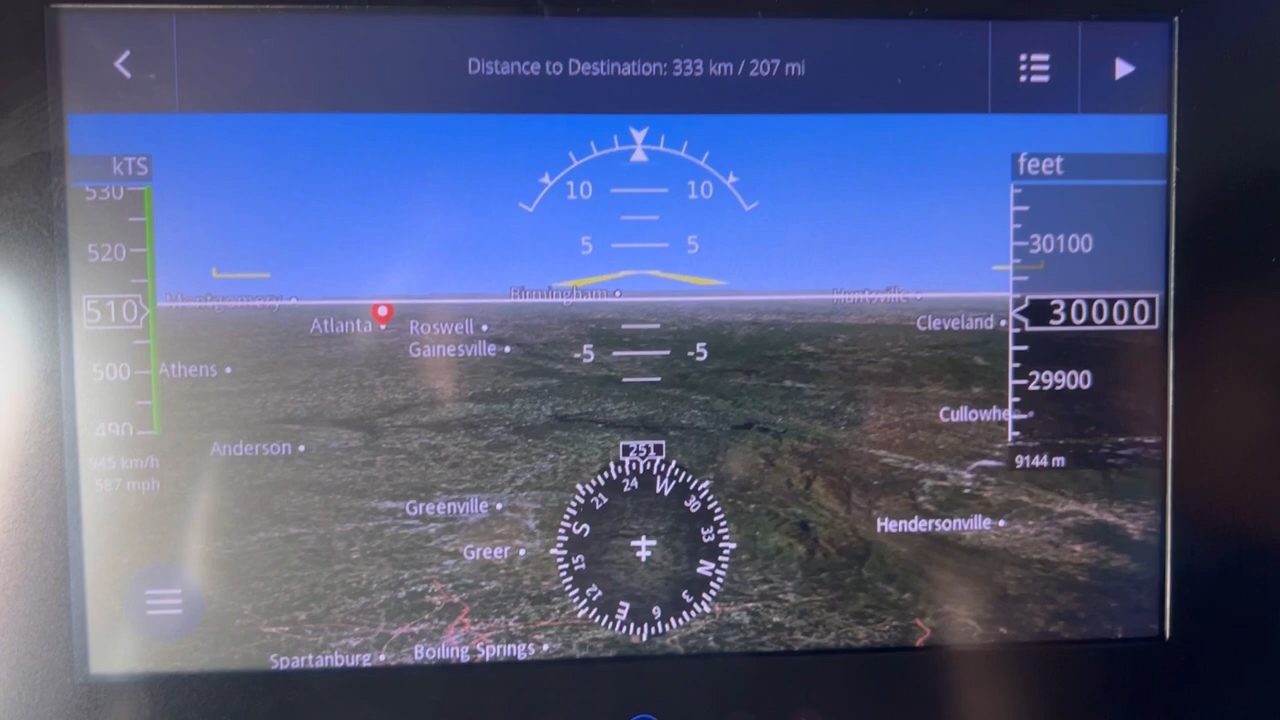 Distance to Destination: 333 km / 207 mi
kTS
feet
530
10 10
520
5 5
30100
Montgomery
Birmingham
Huntsville
510
30000
Atlanta
Roswell
Cleveland
Gainesville
-5 -5
500
Athens
29900
Cullowhe
490
Anderson
251
945 km/h
9144 m
587 mph
24
W
21
30
Greenville
S
33
Hendersonville
Greer
15
N
12
3
E
6
Boiling Springs
Spartanburg